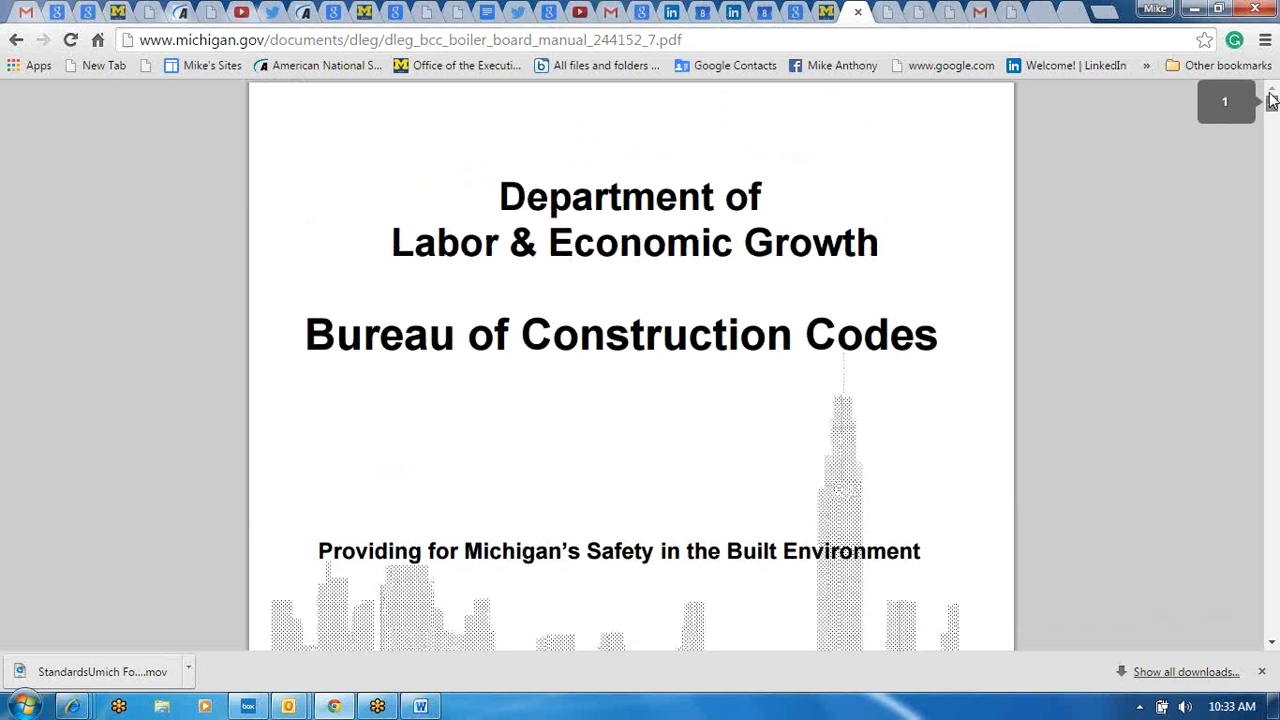 Mike
www.michigan.gov/documents/dleg/dleg_bcc_boiler_board_manual_244152_7.pdf
Apps New Tab Mike's Sites American National S... Office of the Executi... All files and folders ... Google Contacts Mike Anthony www.google.com Welcome! | LinkedIn » Other bookmarks
1
Department of
Labor & Economic Growth
Bureau of Construction Codes
Providing for Michigan's Safety in the Built Environment
StandardsUmich Fo....mov
Show all downloads...
10:33 AM